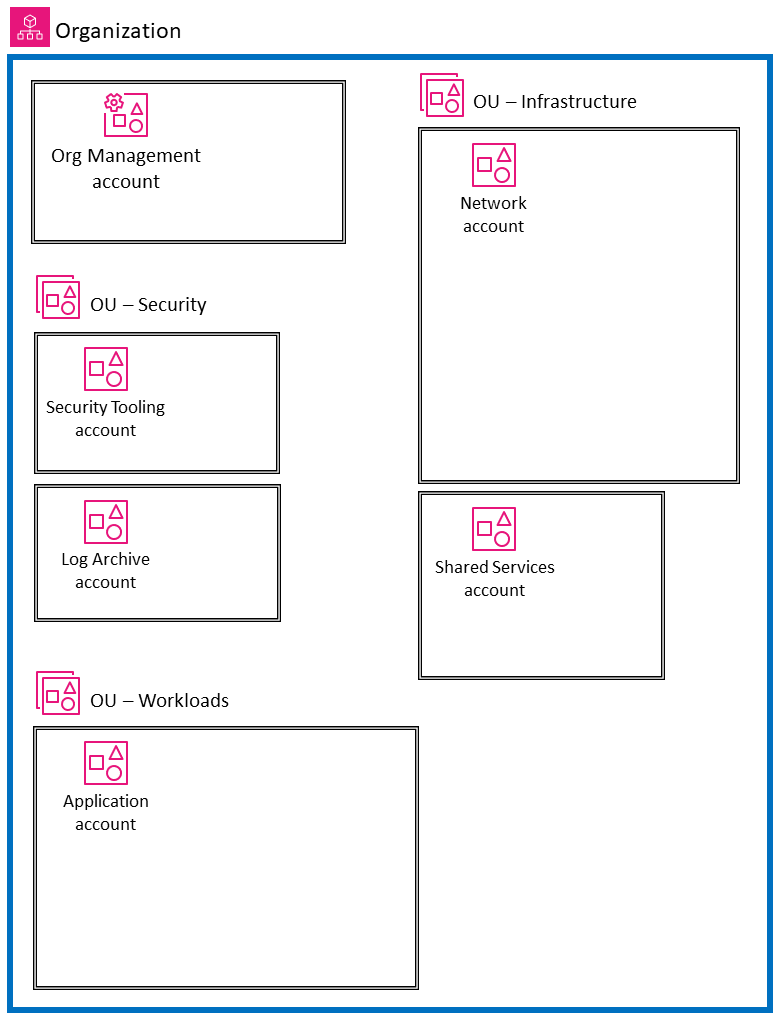 Organization
Org Management
account
OU – Security
Security Tooling
account
Log Archive
account
OU – Workloads
Application
account
OU – Infrastructure
Network
account
Shared Services
account